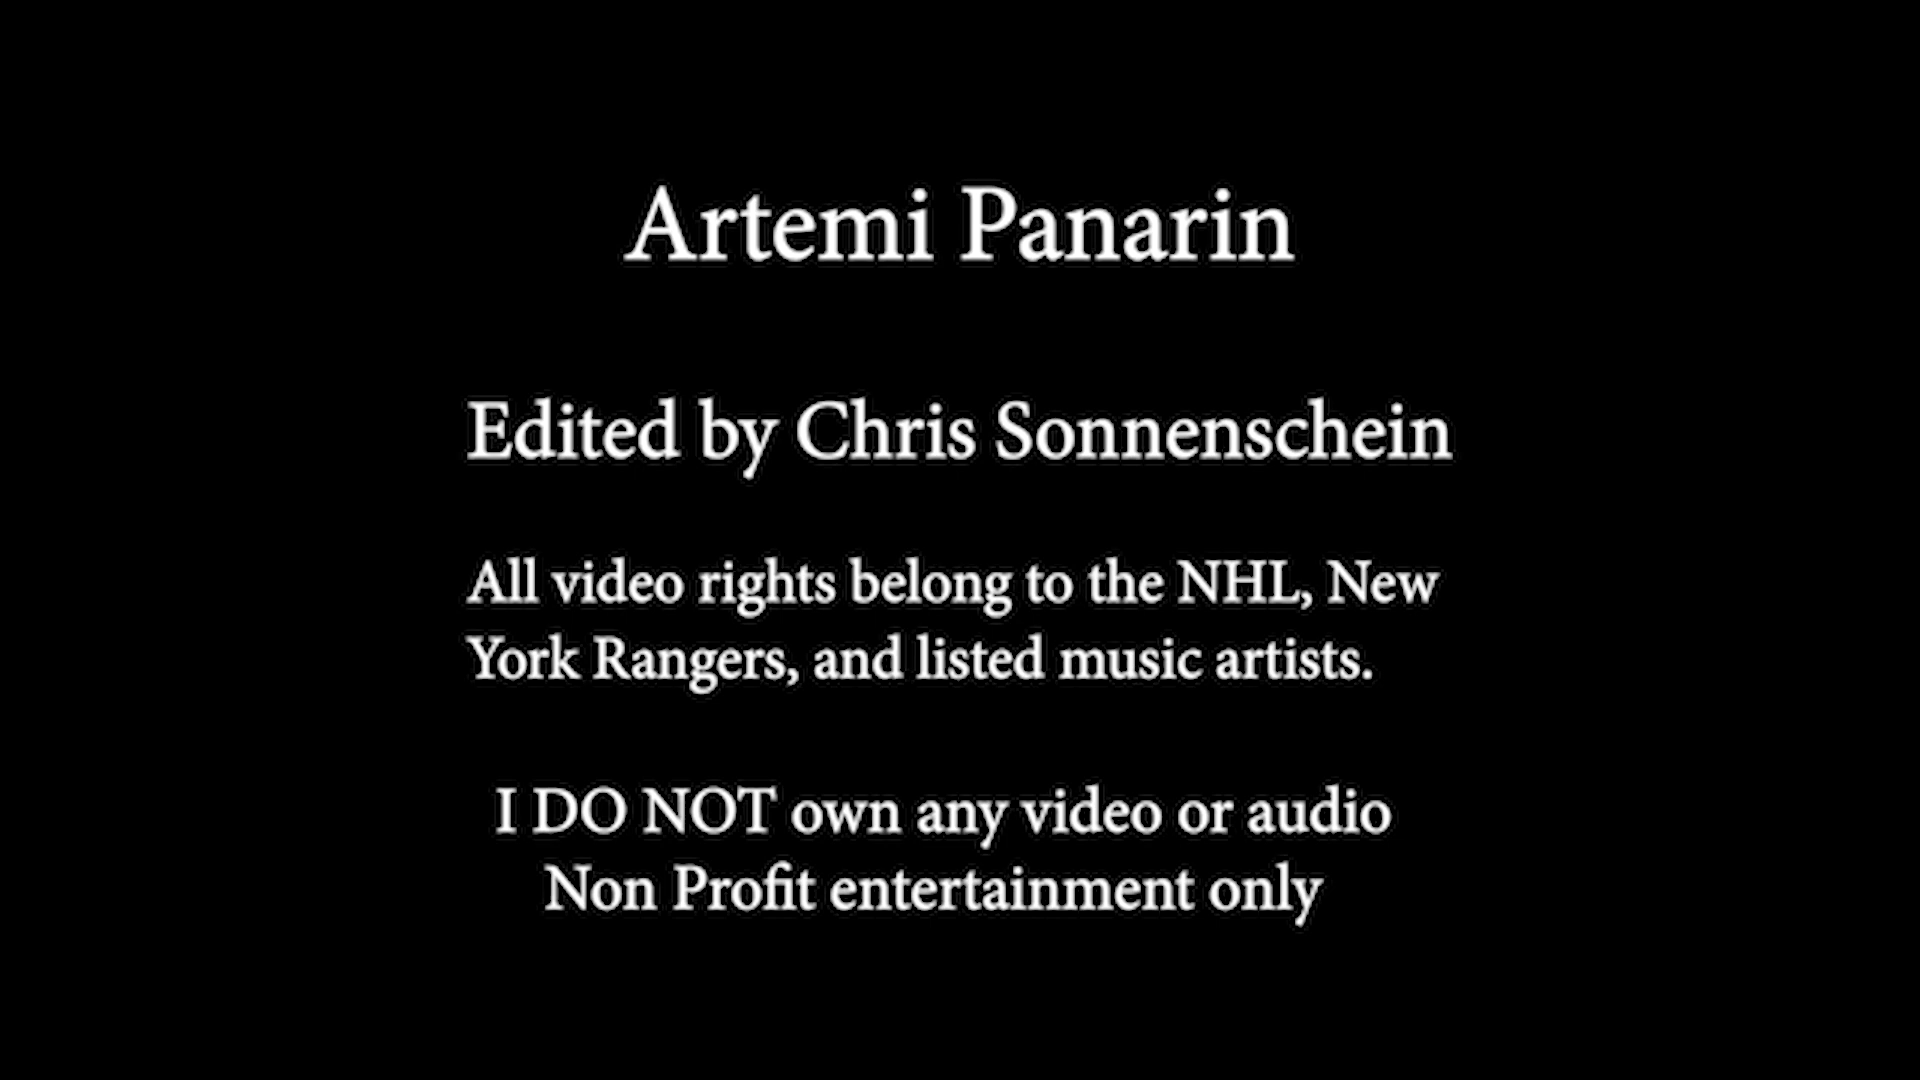 Artemi Panarin
Edited by Chris Sonnenschein
All video rights belong to the NHL, New
York Rangers, and listed music artists.
I DO NOT own any video or audio
Non Profit entertainment only